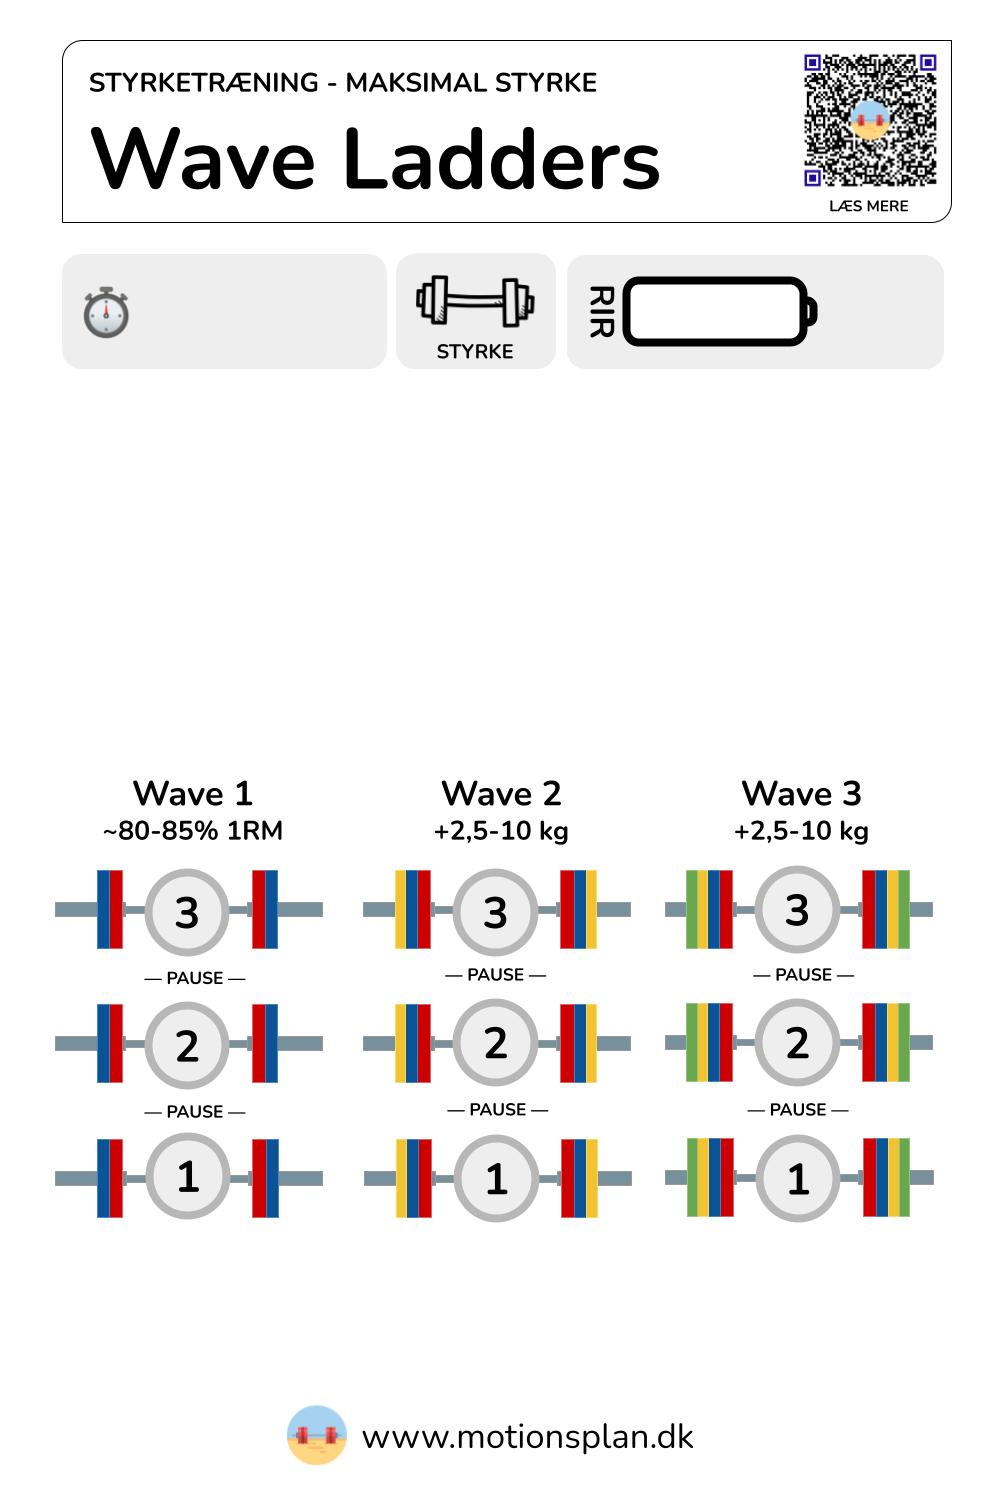 STYRKETRÆNING - MAKSIMAL STYRKE
Wave Ladders
LÆS MERE
STYRKE
RIR
Wave 1
~80-85% 1RM
3
— PAUSE —
2
— PAUSE —
1
Wave 2
+2,5-10 kg
3
— PAUSE —
2
— PAUSE —
1
Wave 3
+2,5-10 kg
3
— PAUSE —
2
— PAUSE —
1
www.motionsplan.dk